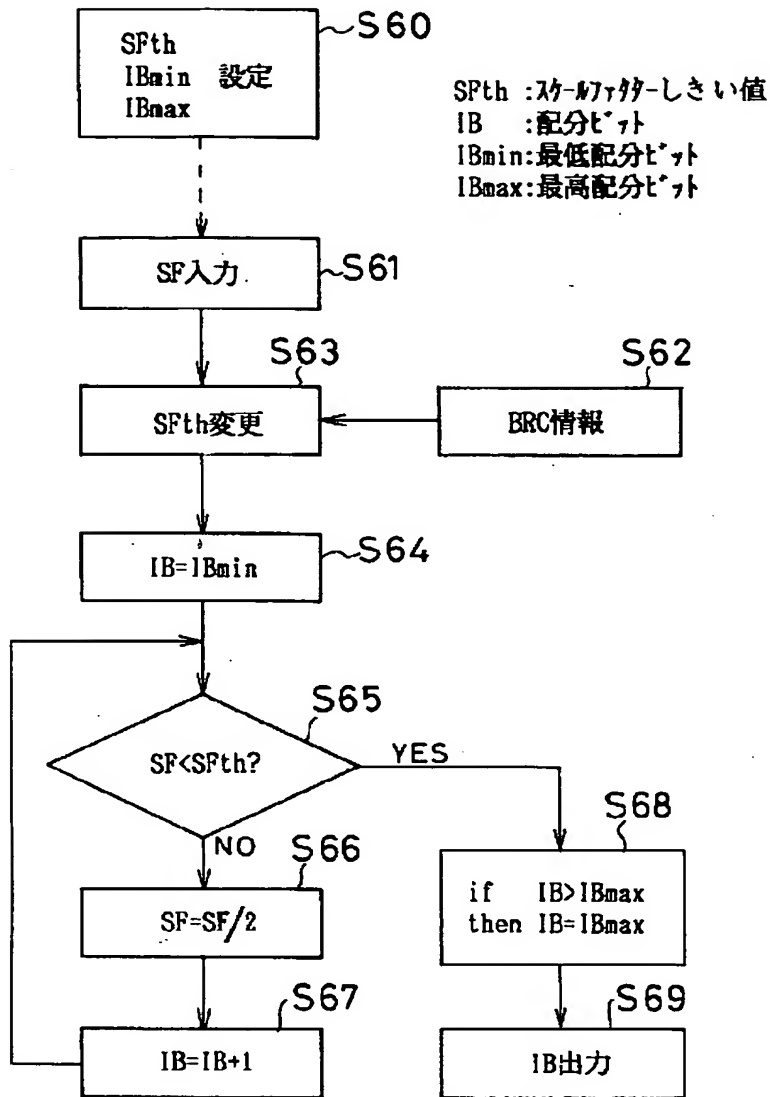 S60
SFth
IBmin 設定
IBmax
SFth :スケールファクターしきい値
IB :配分ビット
IBmin:最低配分ビット
IBmax:最高配分ビット
SF入力
S61
S63
S62
SFth変更
BRC情報
IB=IBmin
S64
S65
SF<SFth?
YES
NO
S66
S68
SF=SF/2
if IB>IBmax
then IB=IBmax
S67
S69
IB=IB+1
IB出力